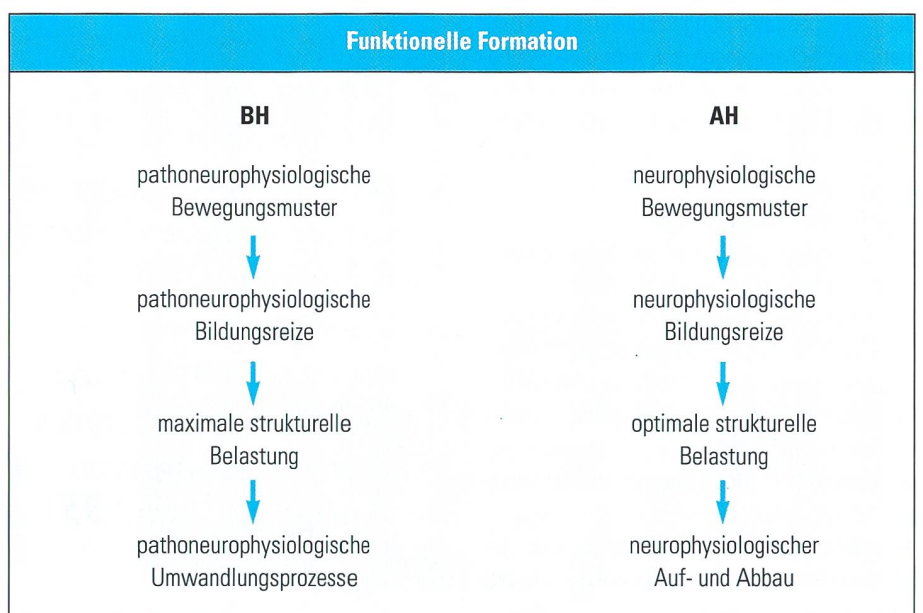 Funktionelle Formation
BH
pathoneurophysiologische
Bewegungsmuster
pathoneurophysiologische
Bildungsreize
maximale strukturelle
Belastung
pathoneurophysiologische
Umwandlungsprozesse
AH
neurophysiologische
Bewegungsmuster
neurophysiologische
Bildungsreize
optimale strukturelle
Belastung
neurophysiologischer
Auf- und Abbau